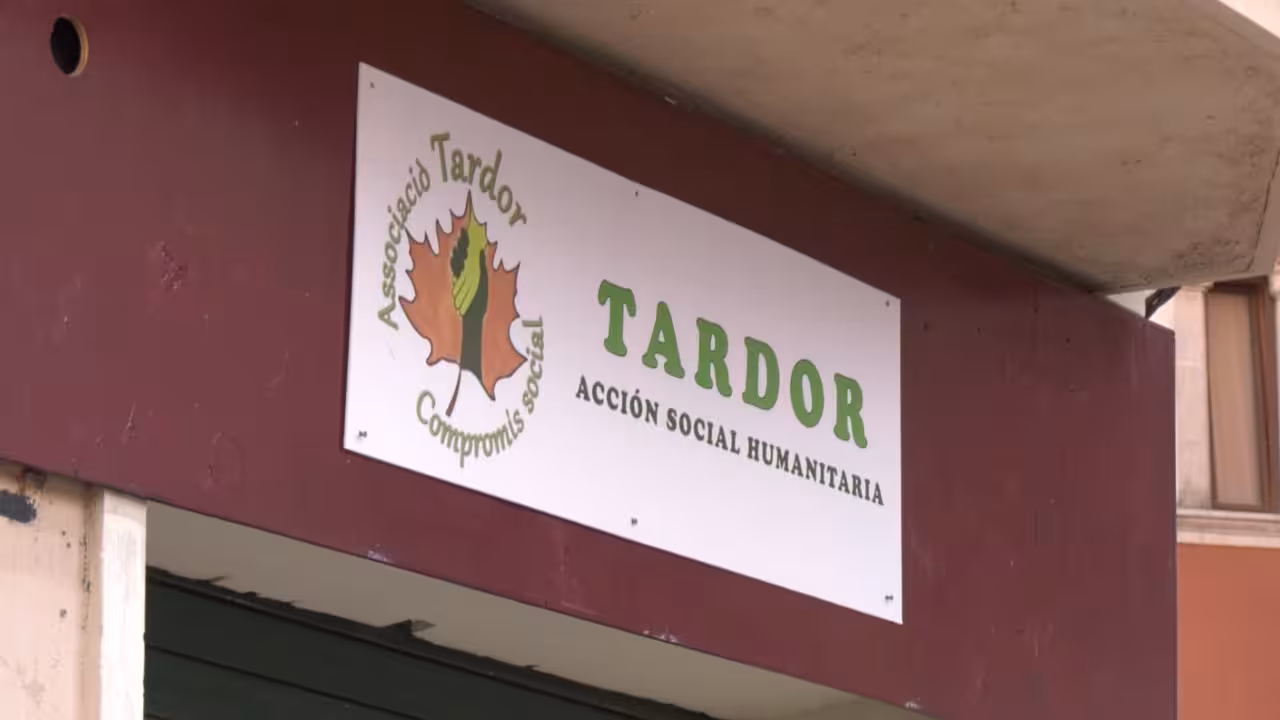 Associació Tardor
Compromís social
TARDOR
ACCIÓN SOCIAL HUMANITARIA